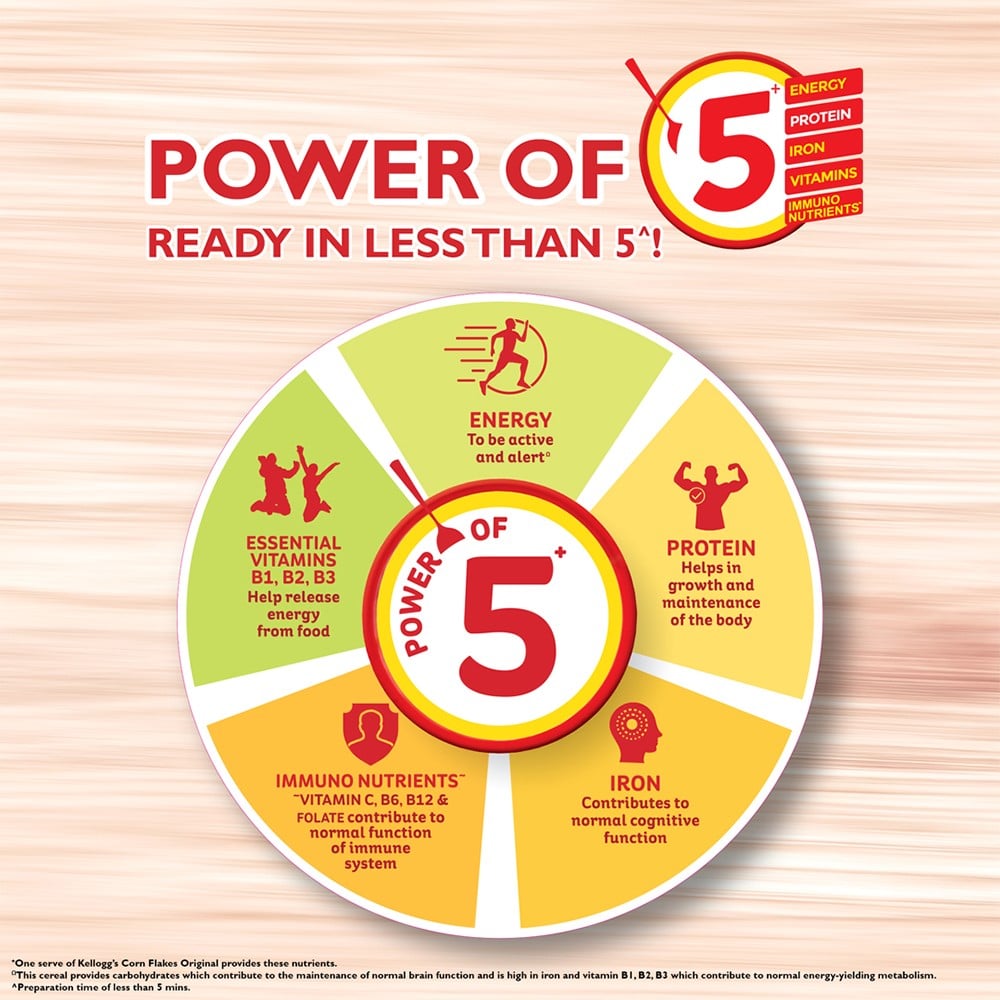 POWER OF
5+
ENERGY
PROTEIN
IRON
VITAMINS
IMMUNO
NUTRIENTS~
READY IN LESS THAN 5^!
ENERGY
To be active
and alert¤
PROTEIN
Helps in
growth and
maintenance
of the body
IRON
Contributes to
normal cognitive
function
IMMUNO NUTRIENTS~
~VITAMIN C, B6, B12 &
FOLATE contribute to
normal function
of immune
system
ESSENTIAL
VITAMINS
B1, B2, B3
Help release
energy
from food
POWER OF
5+
*One serve of Kellogg's Corn Flakes Original provides these nutrients.
¤This cereal provides carbohydrates which contribute to the maintenance of normal brain function and is high in iron and vitamin B1, B2, B3 which contribute to normal energy-yielding metabolism.
^Preparation time of less than 5 mins.